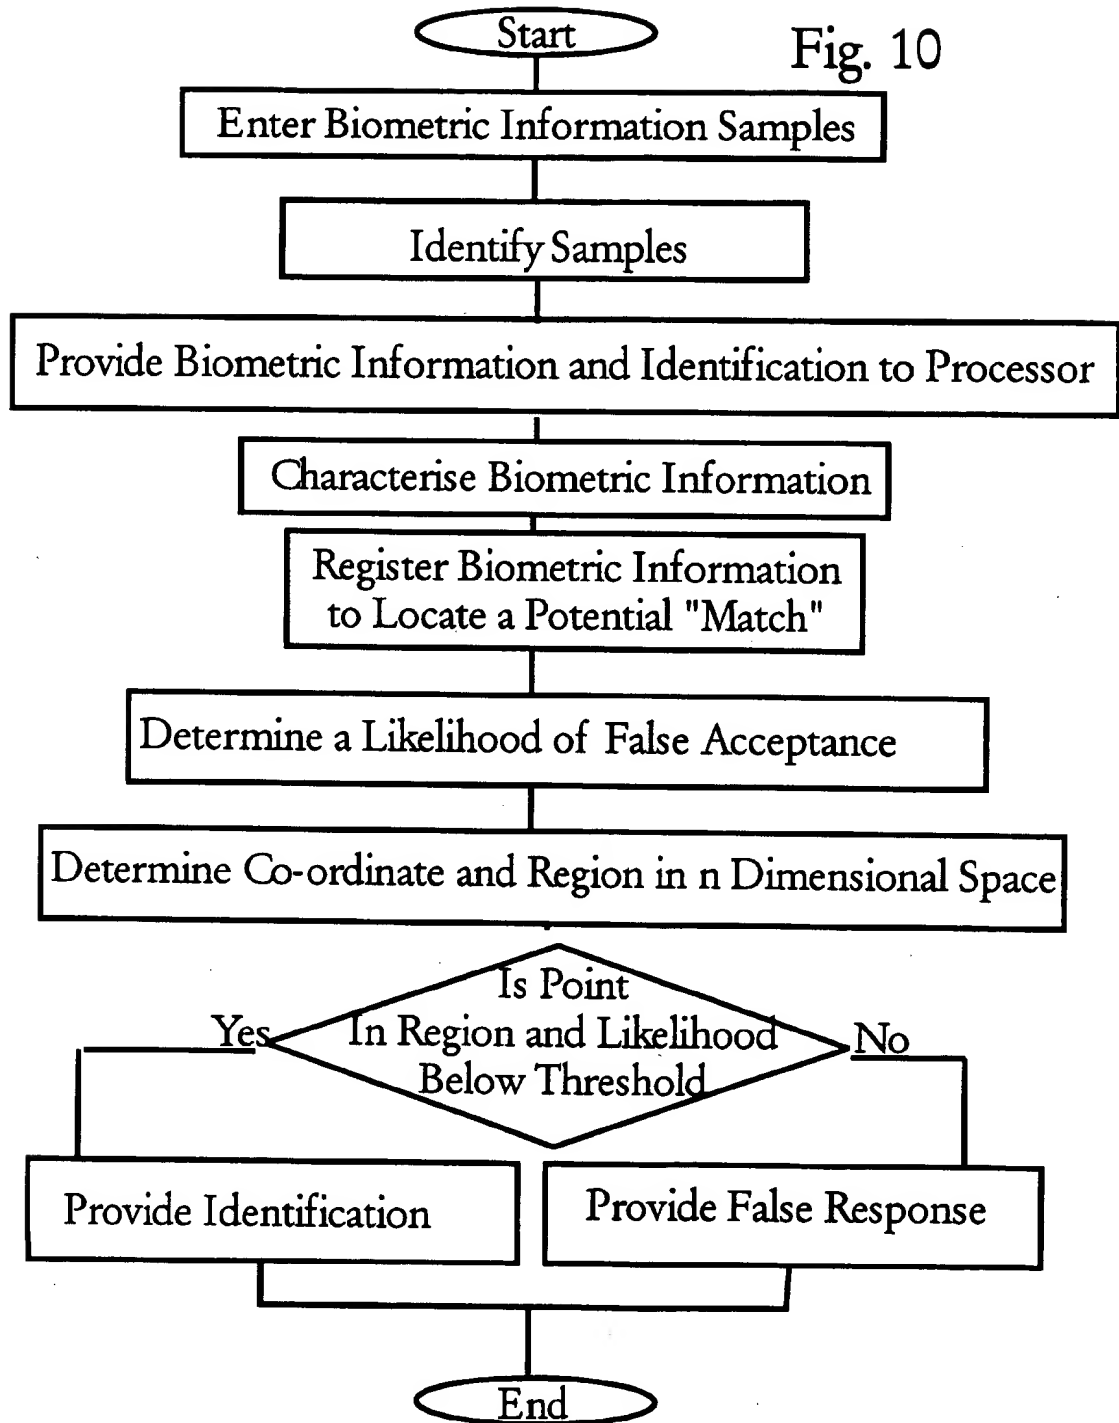 Start
Fig. 10
Enter Biometric Information Samples
Identify Samples
Provide Biometric Information and Identification to Processor
Characterise Biometric Information
Register Biometric Information
to Locate a Potential "Match"
Determine a Likelihood of False Acceptance
Determine Co-ordinate and Region in n Dimensional Space
Is Point
In Region and Likelihood
Below Threshold
Yes
No
Provide Identification
Provide False Response
End